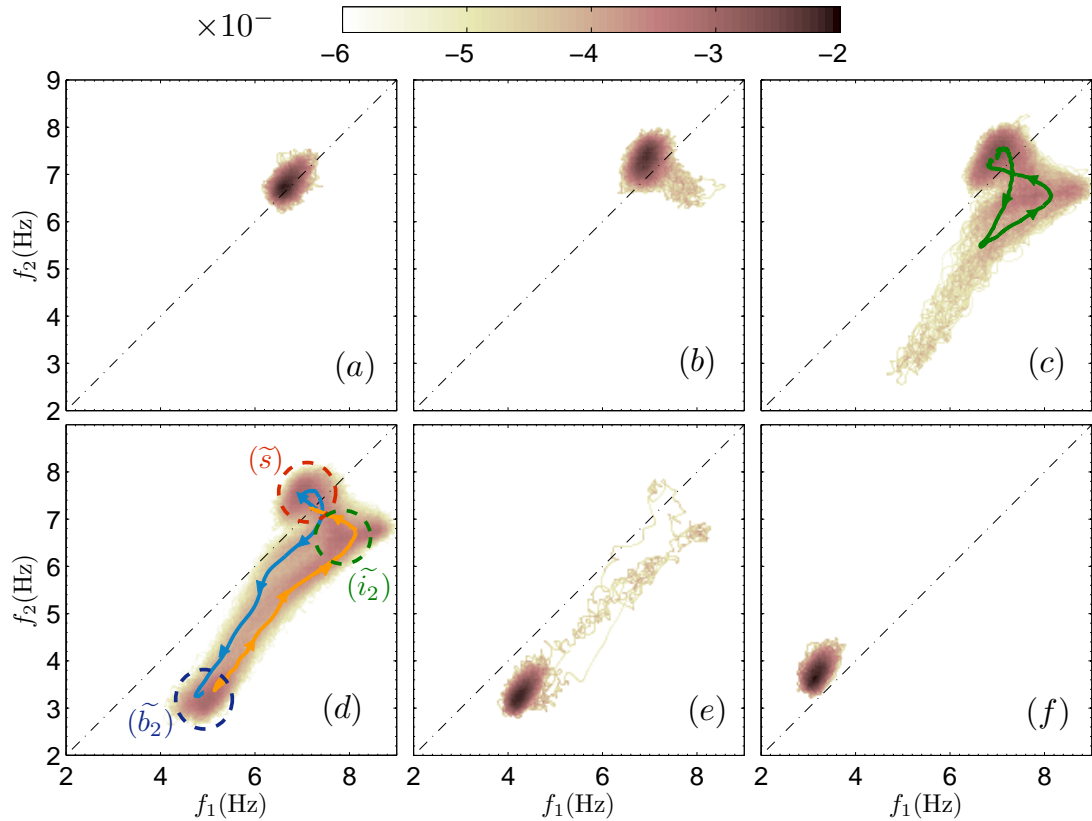 ×10⁻
−6 −5 −4 −3 −2
9
8
7
6
5
4
3
2
f₂(Hz)
(a)
(b)
(c)
8
7
6
5
4
3
2
f₂(Hz)
(s̃)
(ĩ₂)
(b̃₂)
(d)
(e)
(f)
2 4 6 8
2 4 6 8
2 4 6 8
f₁(Hz)
f₁(Hz)
f₁(Hz)